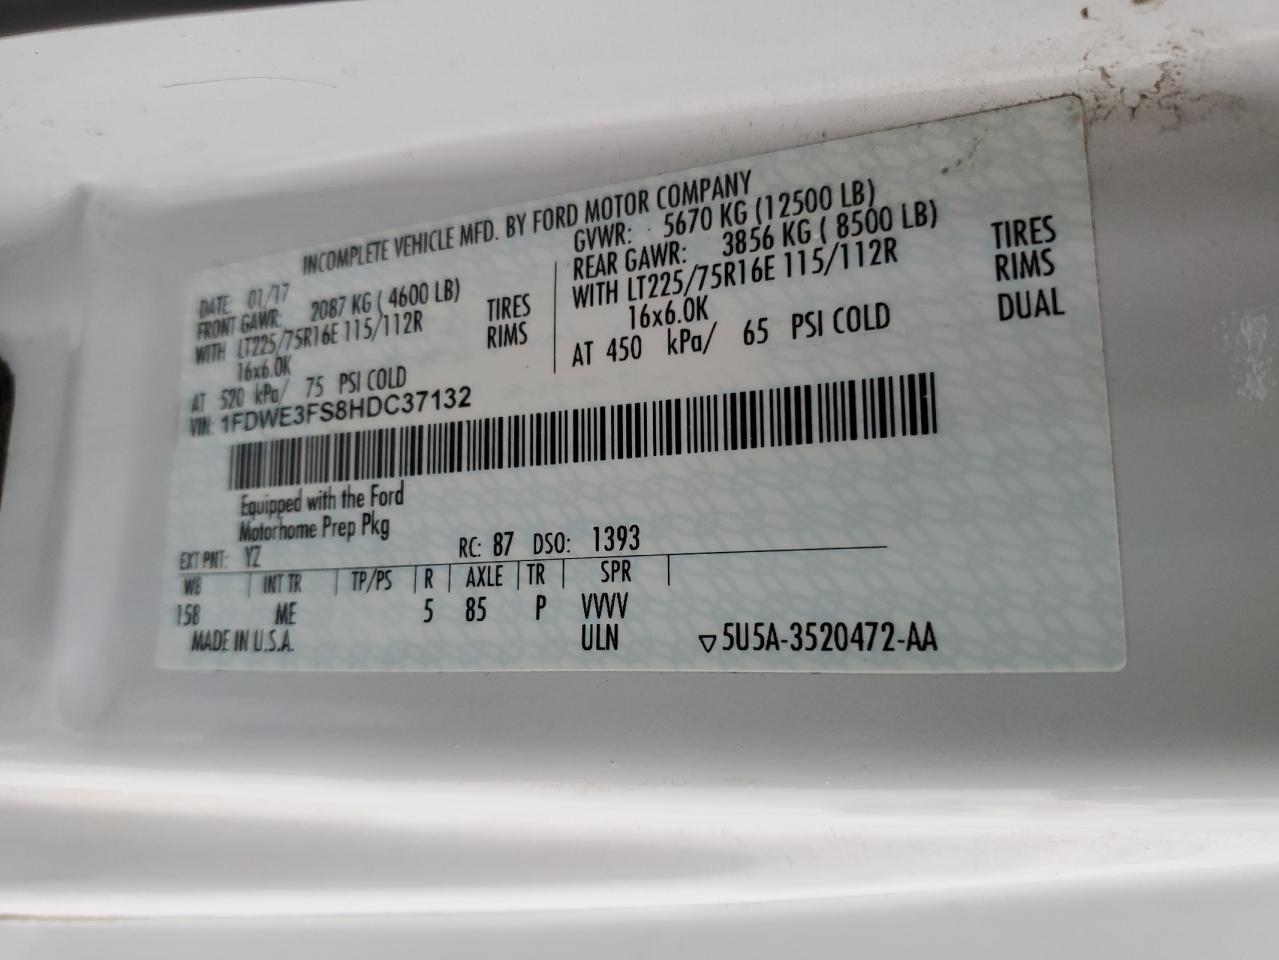 INCOMPLETE VEHICLE MFD. BY FORD MOTOR COMPANY
DATE: 01/17
FRONT GAWR: 2087 KG ( 4600 LB)
WITH LT225/75R16E 115/112R TIRES
16x6.0K RIMS
AT 520 kPa/ 75 PSI COLD
GVWR: 5670 KG (12500 LB)
REAR GAWR: 3856 KG ( 8500 LB)
WITH LT225/75R16E 115/112R TIRES
16x6.0K RIMS
AT 450 kPa/ 65 PSI COLD DUAL
VIN: 1FDWE3FS8HDC37132
Equipped with the Ford
Motorhome Prep Pkg
EXT PNT: YZ RC: 87 DSO: 1393
WB INT TR TP/PS R AXLE TR SPR
158 ME 5 85 P VVVV
MADE IN U.S.A. ULN ▽5U5A-3520472-AA